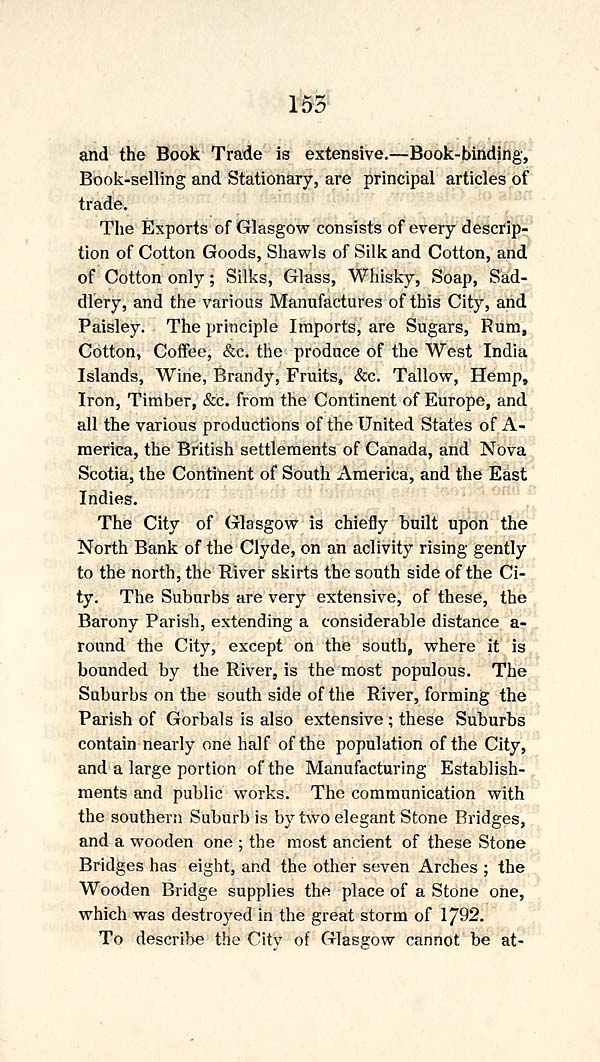 153
and the Book Trade is extensive.—Book-binding,
Book-selling and Stationary, are principal articles of
trade.
The Exports of Glasgow consists of every descrip-
tion of Cotton Goods, Shawls of Silk and Cotton, and
of Cotton only; Silks, Glass, Whisky, Soap, Sad-
dlery, and the various Manufactures of this City, and
Paisley. The principle Imports, are Sugars, Rum,
Cotton, Coffee, &c. the produce of the West India
Islands, Wine, Brandy, Fruits, &c. Tallow, Hemp,
Iron, Timber, &c. from the Continent of Europe, and
all the various productions of the United States of A-
merica, the British settlements of Canada, and Nova
Scotia, the Continent of South America, and the East
Indies.
The City of Glasgow is chiefly built upon the
North Bank of the Clyde, on an aclivity rising gently
to the north, the River skirts the south side of the Ci-
ty. The Suburbs are very extensive, of these, the
Barony Parish, extending a considerable distance a-
round the City, except on the south, where it is
bounded by the River, is the most populous. The
Suburbs on the south side of the River, forming the
Parish of Gorbals is also extensive; these Suburbs
contain nearly one half of the population of the City,
and a large portion of the Manufacturing Establish-
ments and public works. The communication with
the southern Suburb is by two elegant Stone Bridges,
and a wooden one; the most ancient of these Stone
Bridges has eight, and the other seven Arches; the
Wooden Bridge supplies the place of a Stone one,
which was destroyed in the great storm of 1792.
To describe the City of Glasgow cannot be at-